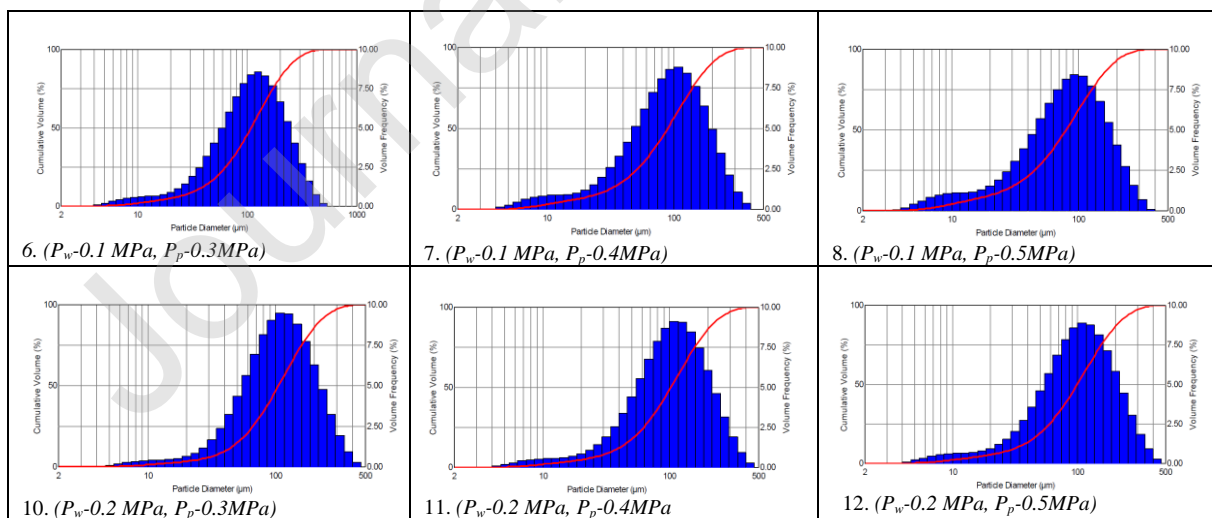 Journa
100
10.00
Cumulative Volume (%)
50
0
7.50
5.00
2.50
0.00
Volume Frequency (%)
2
10
100
1000
Particle Diameter (µm)
6. (Pw-0.1 MPa, Pp-0.3MPa)
100
10.00
Cumulative Volume (%)
50
0
7.50
5.00
2.50
0.00
Volume Frequency (%)
2
10
100
500
Particle Diameter (µm)
7. (Pw-0.1 MPa, Pp-0.4MPa)
100
10.00
Cumulative Volume (%)
50
0
7.50
5.00
2.50
0.00
Volume Frequency (%)
2
10
100
500
Particle Diameter (µm)
8. (Pw-0.1 MPa, Pp-0.5MPa)
100
10.00
Cumulative Volume (%)
50
0
7.50
5.00
2.50
0.00
Volume Frequency (%)
2
10
100
500
Particle Diameter (µm)
10. (Pw-0.2 MPa, Pp-0.3MPa)
100
10.00
Cumulative Volume (%)
50
0
7.50
5.00
2.50
0.00
Volume Frequency (%)
2
10
100
500
Particle Diameter (µm)
11. (Pw-0.2 MPa, Pp-0.4MPa
100
10.00
Cumulative Volume (%)
50
0
7.50
5.00
2.50
0.00
Volume Frequency (%)
2
10
100
500
Particle Diameter (µm)
12. (Pw-0.2 MPa, Pp-0.5MPa)